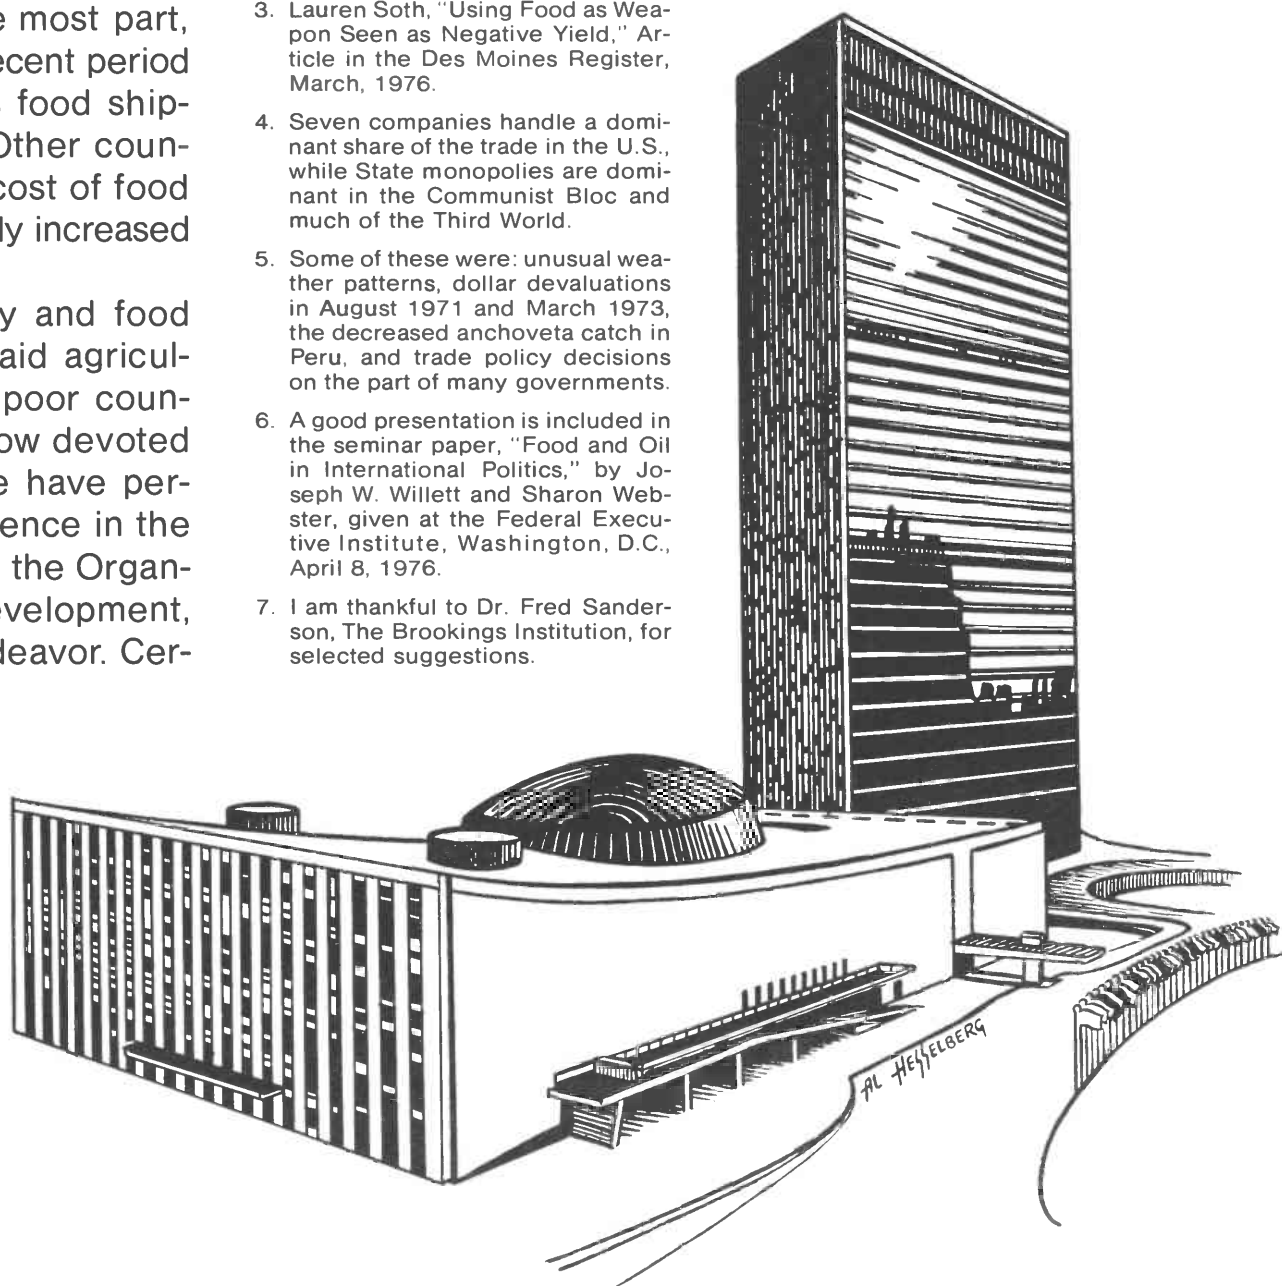 e most part,
ecent period
food ship-
Other coun-
cost of food
ly increased
y and food
aid agricul-
poor coun-
ow devoted
e have per-
ence in the
the Organ-
evelopment,
deavor. Cer-
3. Lauren Soth, "Using Food as Wea-
pon Seen as Negative Yield," Ar-
ticle in the Des Moines Register,
March, 1976.
4. Seven companies handle a domi-
nant share of the trade in the U.S.,
while State monopolies are domi-
nant in the Communist Bloc and
much of the Third World.
5. Some of these were: unusual wea-
ther patterns, dollar devaluations
in August 1971 and March 1973,
the decreased anchoveta catch in
Peru, and trade policy decisions
on the part of many governments.
6. A good presentation is included in
the seminar paper, "Food and Oil
in International Politics," by Jo-
seph W. Willett and Sharon Web-
ster, given at the Federal Execu-
tive Institute, Washington, D.C.,
April 8, 1976.
7. I am thankful to Dr. Fred Sander-
son, The Brookings Institution, for
selected suggestions.
AL HESSELBERG